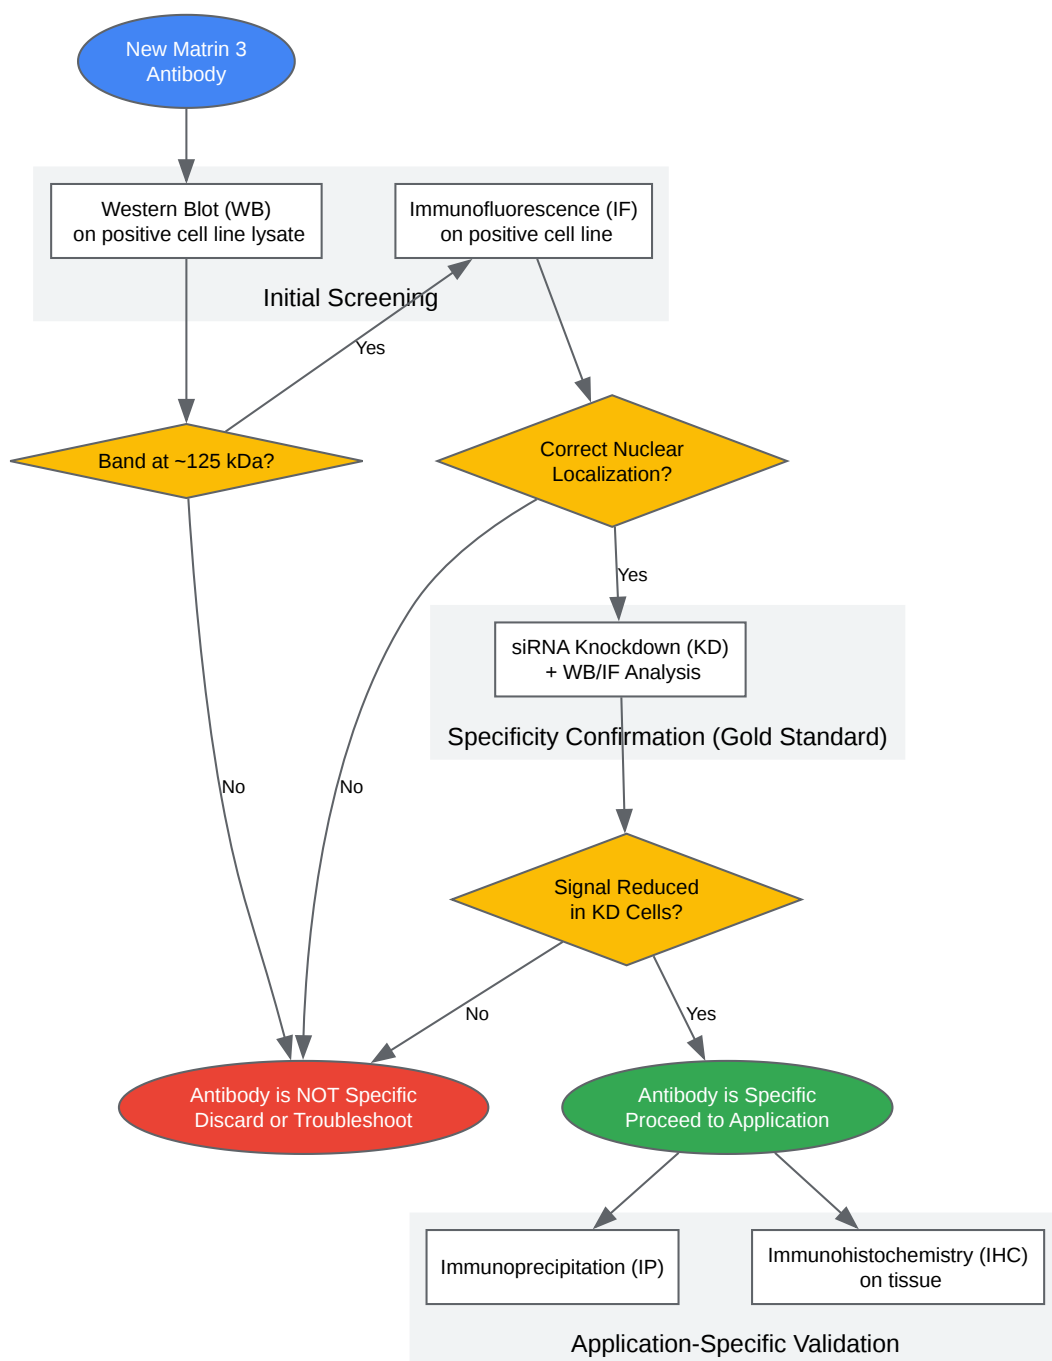 New Matrin 3
Antibody
Western Blot (WB)
on positive cell line lysate
Immunofluorescence (IF)
on positive cell line
Initial Screening
Yes
Band at ~125 kDa?
Correct Nuclear
Localization?
Yes
siRNA Knockdown (KD)
+ WB/IF Analysis
Specificity Confirmation (Gold Standard)
No
No
Signal Reduced
in KD Cells?
No
Yes
Antibody is NOT Specific
Discard or Troubleshoot
Antibody is Specific
Proceed to Application
Immunoprecipitation (IP)
Immunohistochemistry (IHC)
on tissue
Application-Specific Validation